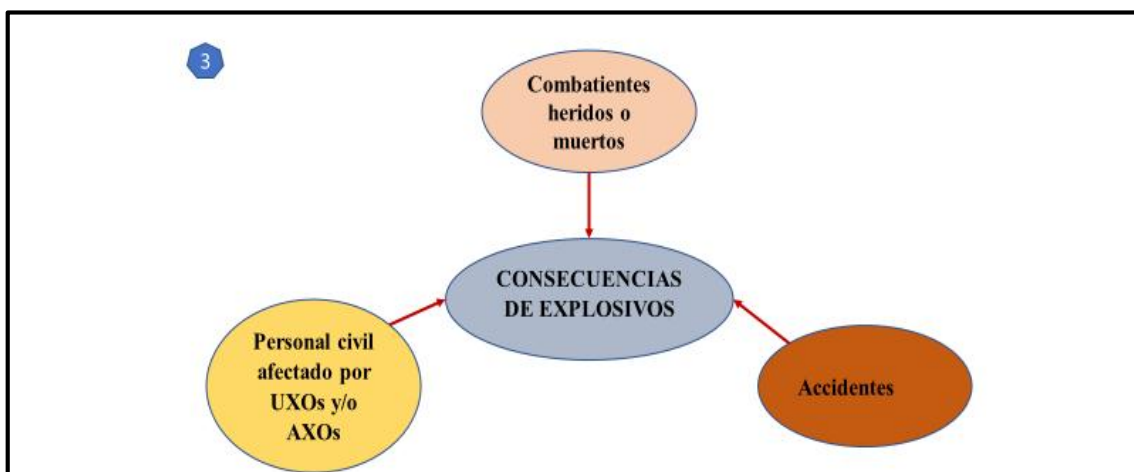 3
Combatientes
heridos o
muertos
CONSECUENCIAS
DE EXPLOSIVOS
Personal civil
afectado por
UXOs y/o
AXOs
Accidentes